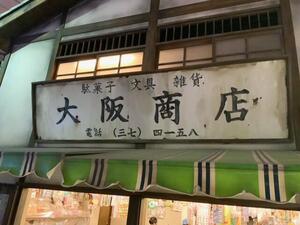 駄菓子 文具 雑貨
大阪商店
電話 (三七) 四一五八